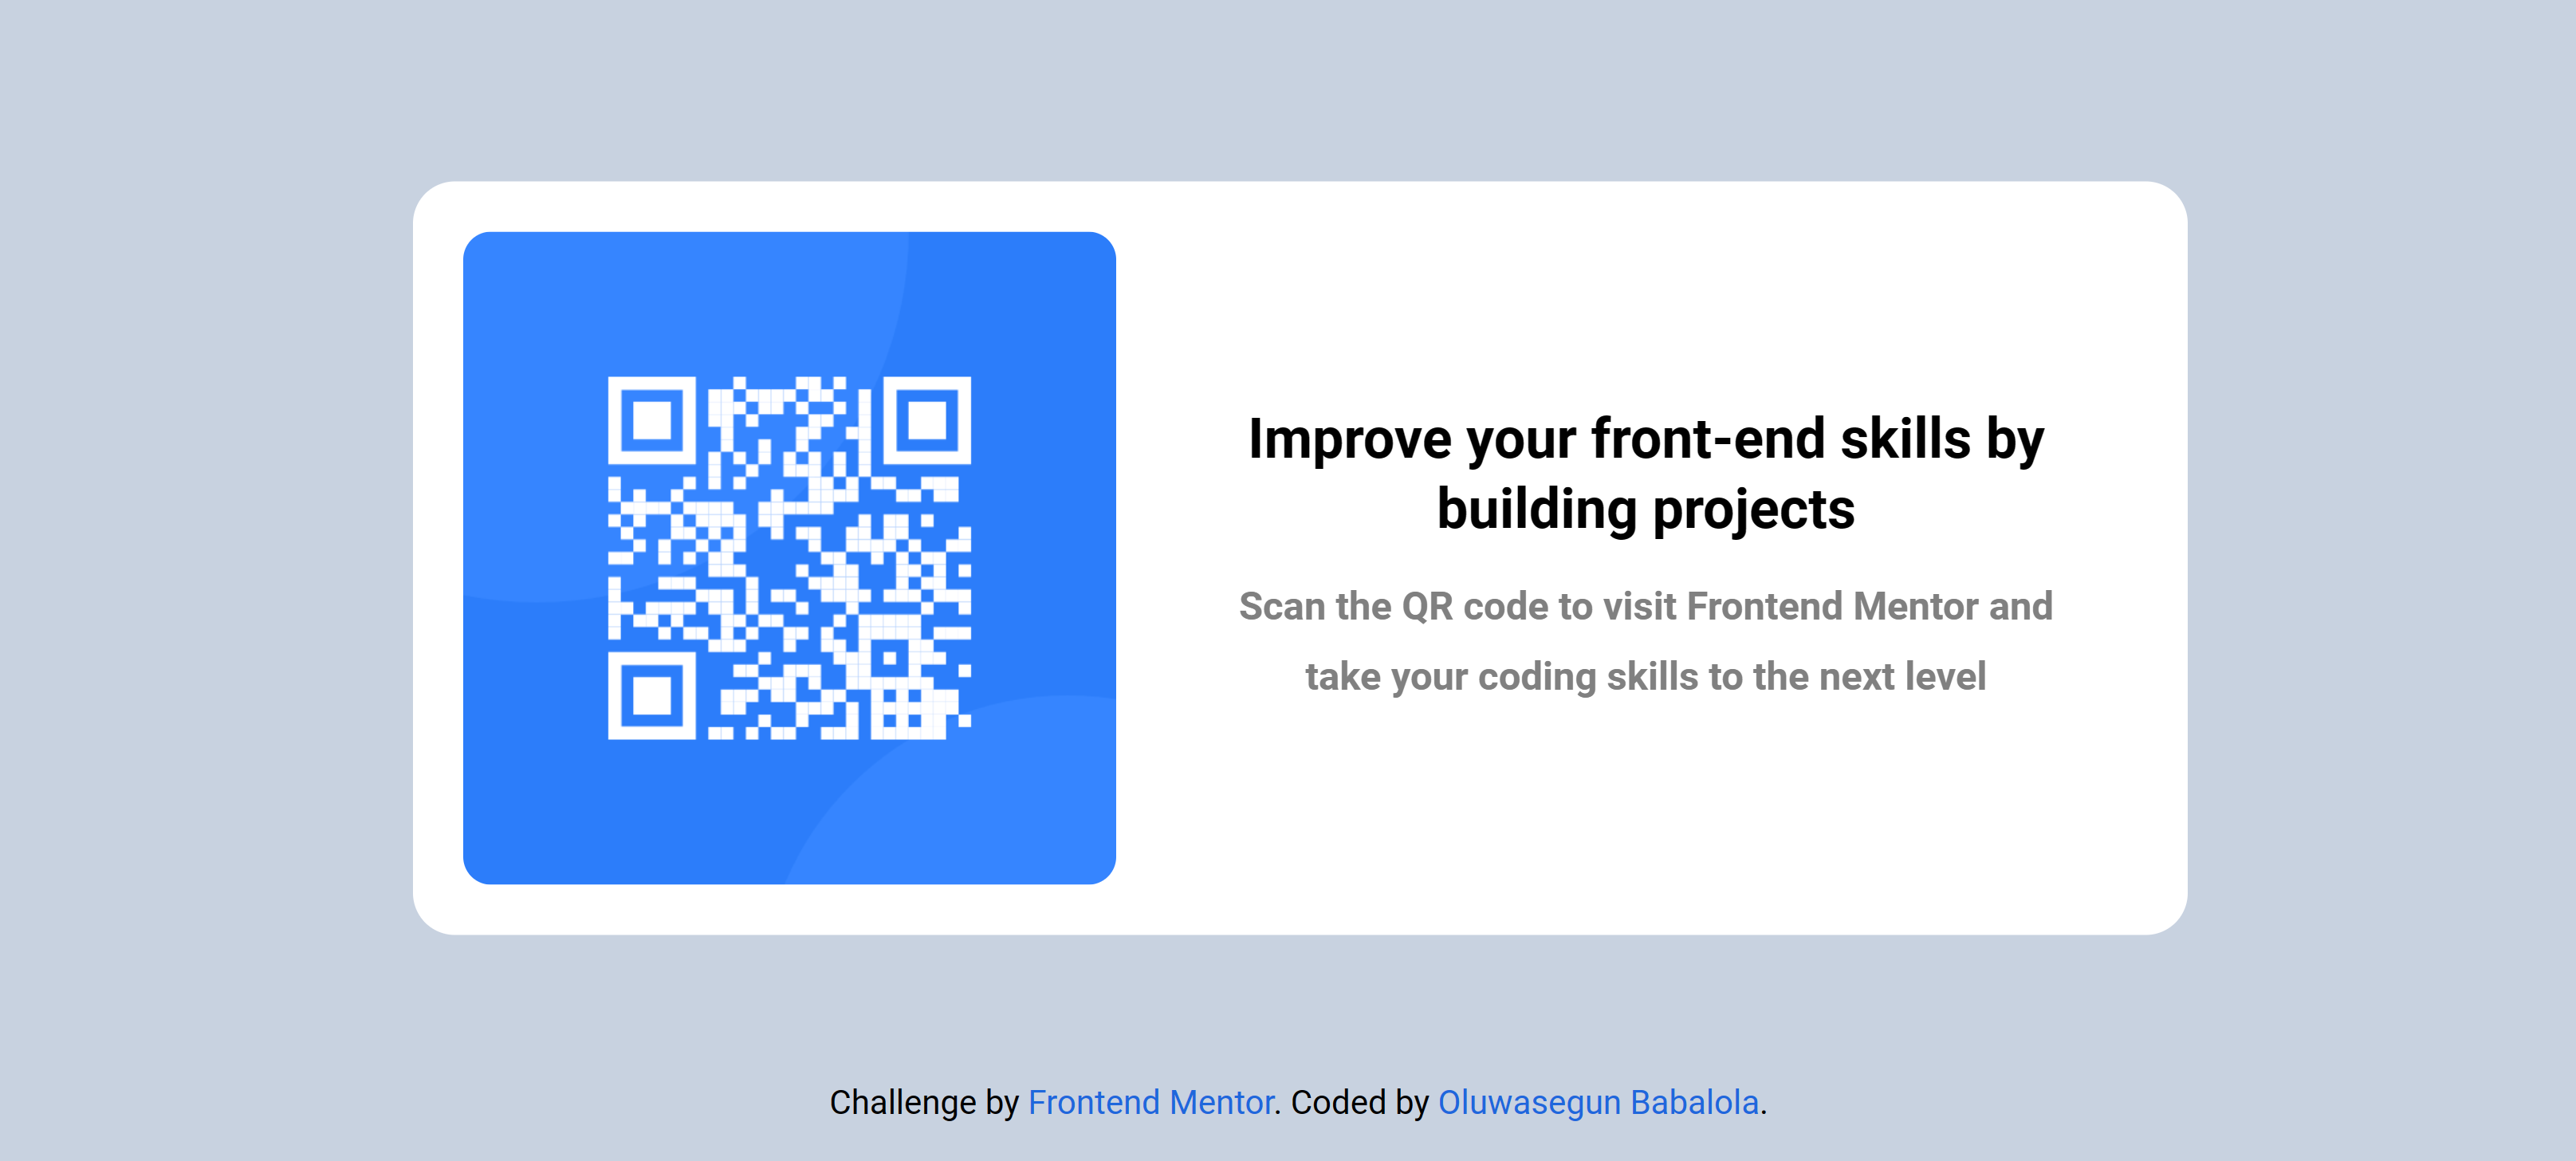 Improve your front-end skills by
building projects
Scan the QR code to visit Frontend Mentor and
take your coding skills to the next level
Challenge by Frontend Mentor. Coded by Oluwasegun Babalola.